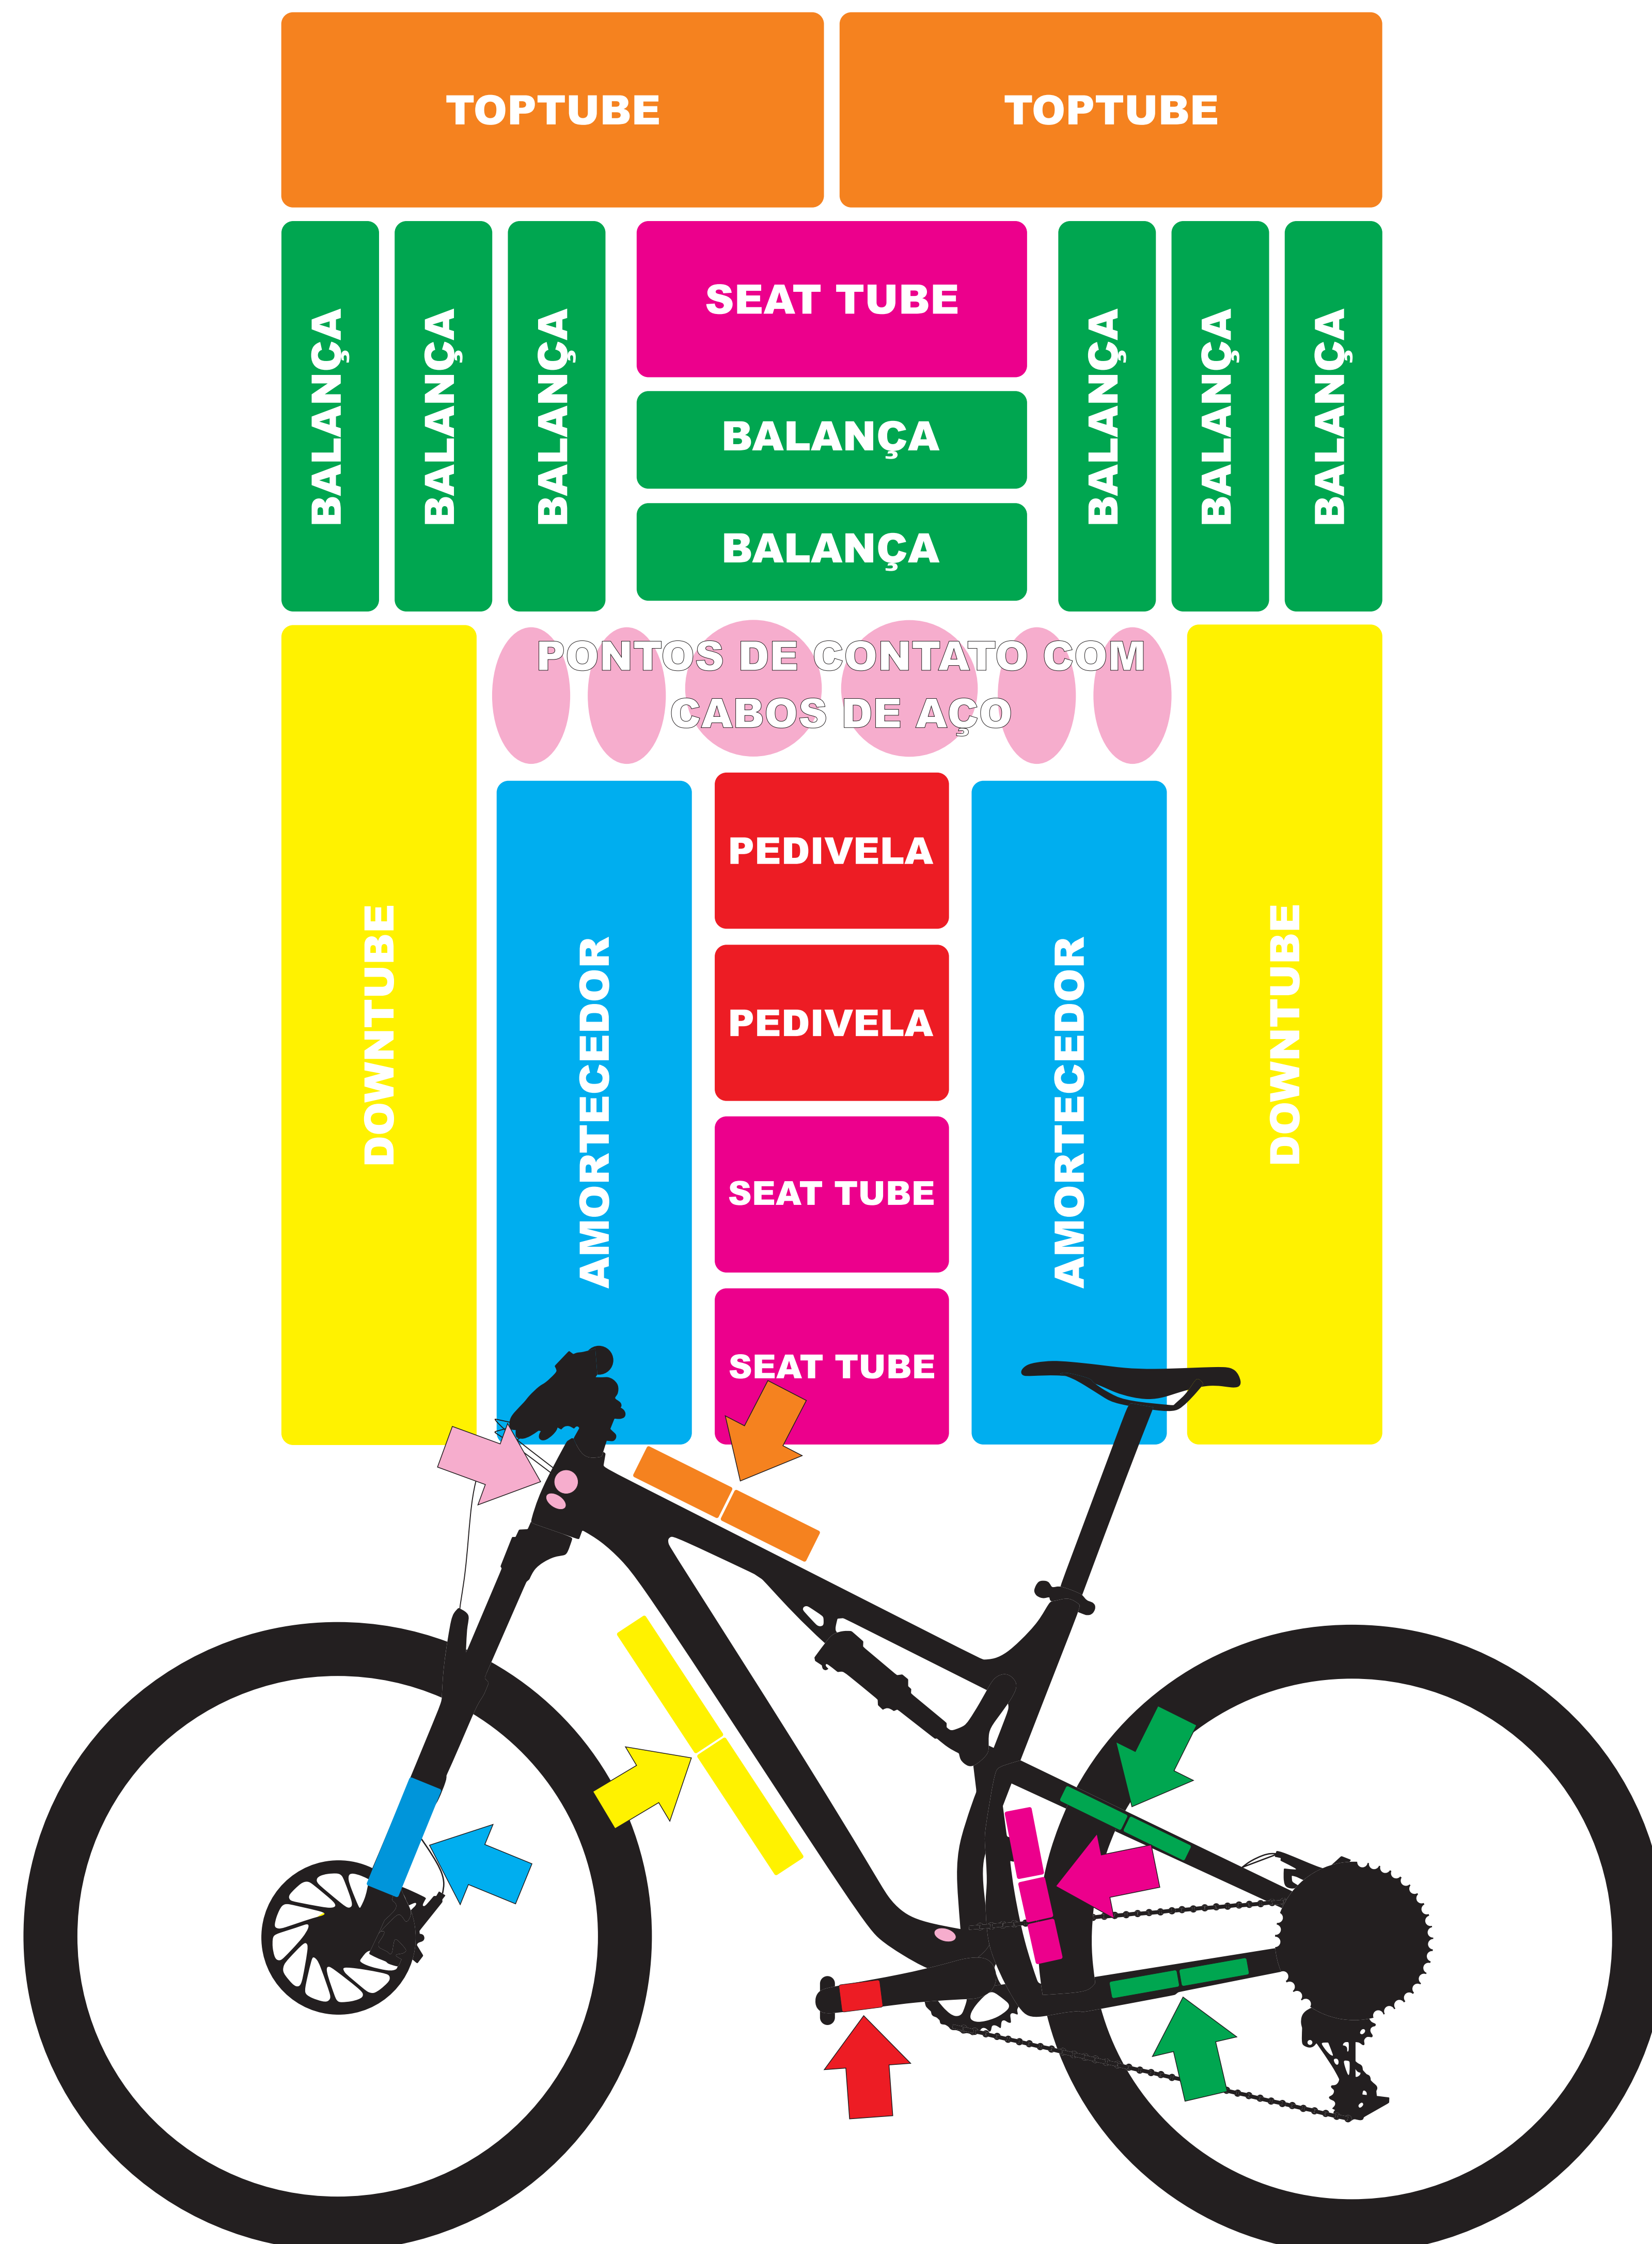 TOPTUBE
TOPTUBE
BALANÇA
BALANÇA
BALANÇA
SEAT TUBE
BALANÇA
BALANÇA
BALANÇA
BALANÇA
BALANÇA
PONTOS DE CONTATO COM
CABOS DE AÇO
DOWNTUBE
AMORTECEDOR
PEDIVELA
PEDIVELA
SEAT TUBE
SEAT TUBE
AMORTECEDOR
DOWNTUBE